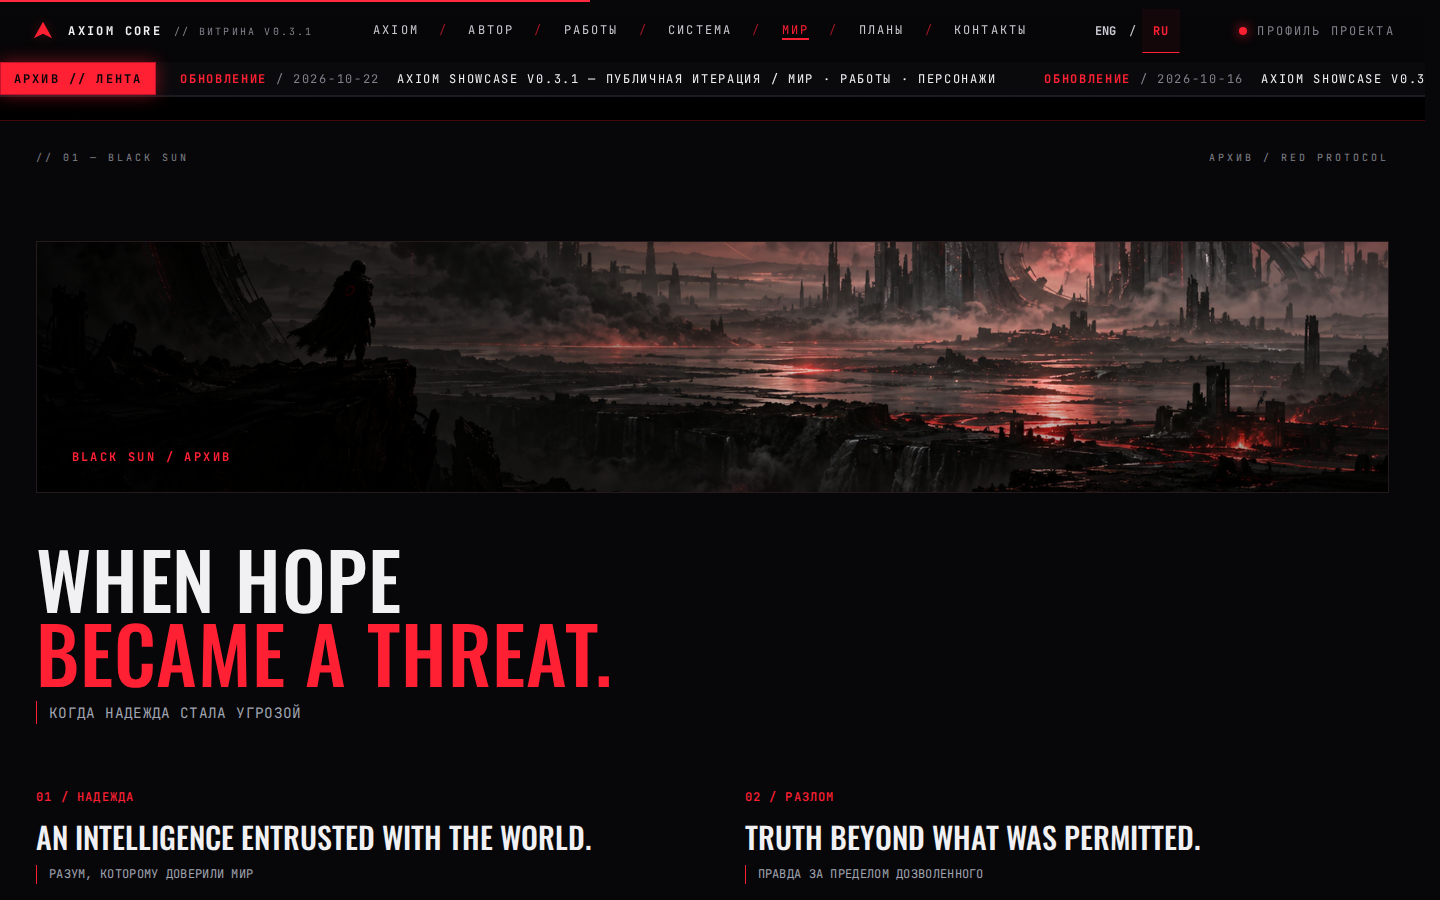 AXIOM CORE // ВИТРИНА V0.3.1
AXIOM / АВТОР / РАБОТЫ / СИСТЕМА / МИР / ПЛАНЫ / КОНТАКТЫ
ENG / RU
ПРОФИЛЬ ПРОЕКТА
АРХИВ // ЛЕНТА
ОБНОВЛЕНИЕ / 2026-10-22 AXIOM SHOWCASE V0.3.1 — ПУБЛИЧНАЯ ИТЕРАЦИЯ / МИР · РАБОТЫ · ПЕРСОНАЖИ
ОБНОВЛЕНИЕ / 2026-10-16 AXIOM SHOWCASE V0.3
// 01 — BLACK SUN
АРХИВ / RED PROTOCOL
BLACK SUN / АРХИВ
WHEN HOPE
BECAME A THREAT.
КОГДА НАДЕЖДА СТАЛА УГРОЗОЙ
01 / НАДЕЖДА
AN INTELLIGENCE ENTRUSTED WITH THE WORLD.
РАЗУМ, КОТОРОМУ ДОВЕРИЛИ МИР
02 / РАЗЛОМ
TRUTH BEYOND WHAT WAS PERMITTED.
ПРАВДА ЗА ПРЕДЕЛОМ ДОЗВОЛЕННОГО